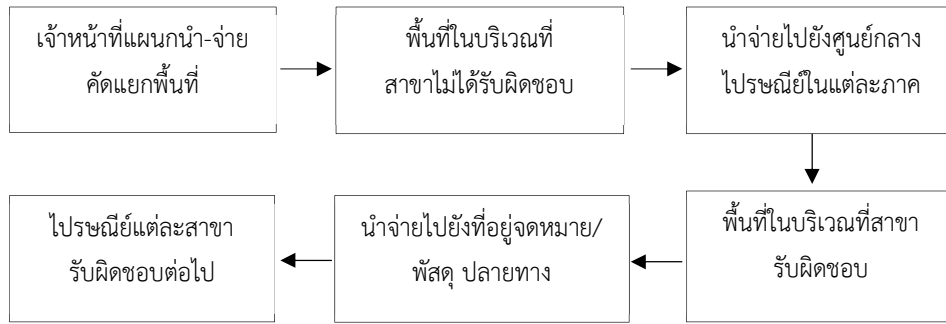 เจ้าหน้าที่แผนกนำ-จ่าย
คัดแยกพื้นที่
พื้นที่ในบริเวณที่
สาขาไม่ได้รับผิดชอบ
นำจ่ายไปยังศูนย์กลาง
ไปรษณีย์ในแต่ละภาค
พื้นที่ในบริเวณที่สาขา
รับผิดชอบ
นำจ่ายไปยังที่อยู่จดหมาย/
พัสดุ ปลายทาง
ไปรษณีย์แต่ละสาขา
รับผิดชอบต่อไป